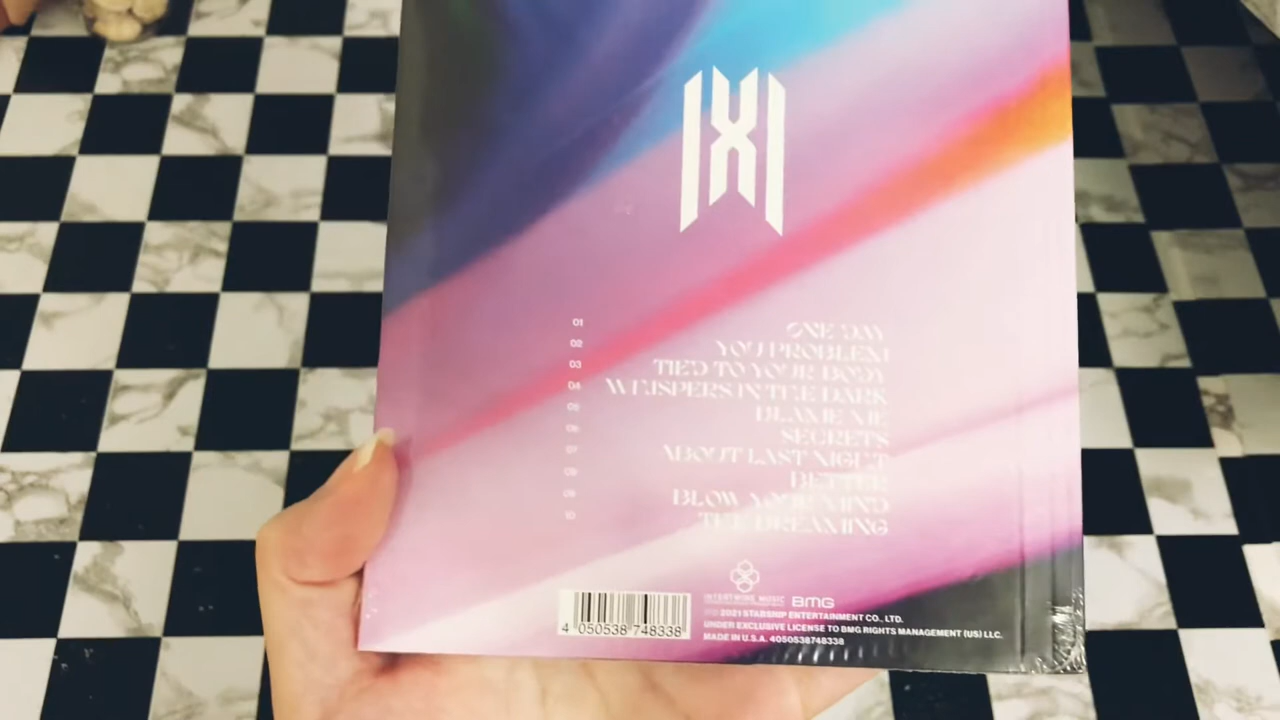 01 ONE DAY
02 YOU PROBLEM
03 TIED TO YOUR BODY
04 WHISPERS IN THE DARK
05 BLAME ME
06 SECRETS
07 ABOUT LAST NIGHT
08 BETTER
09 BLOW YOUR MIND
10 THE DREAMING
INTERTWINE MUSIC
BMG
2021 STARSHIP ENTERTAINMENT CO., LTD.
UNDER EXCLUSIVE LICENSE TO BMG RIGHTS MANAGEMENT (US) LLC.
MADE IN U.S.A. 4050538748338
4 050538 748338